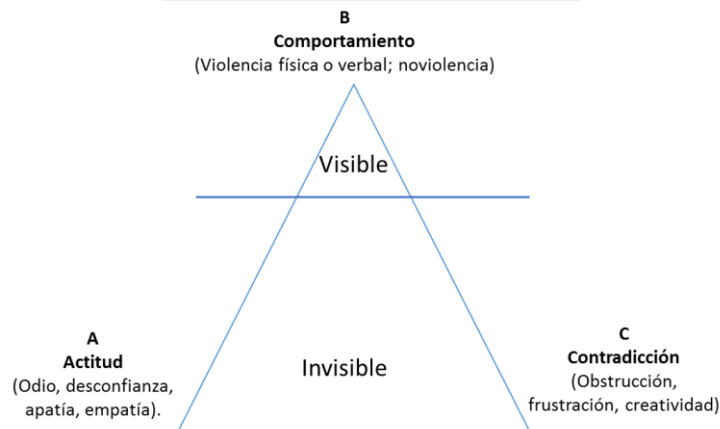 B
Comportamiento
(Violencia física o verbal; noviolencia)
Visible
A
Actitud
(Odio, desconfianza,
apatía, empatía).
Invisible
C
Contradicción
(Obstrucción,
frustración, creatividad)